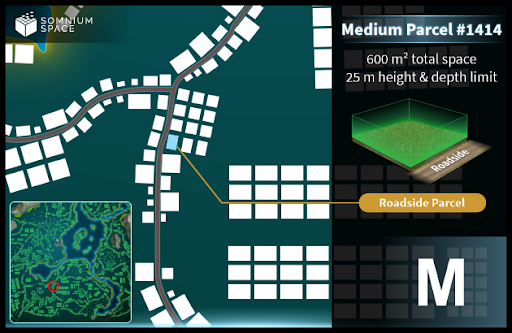 SOMNIUM
SPACE
Medium Parcel #1414
600 m² total space
25 m height & depth limit
Roadside
Roadside Parcel
M